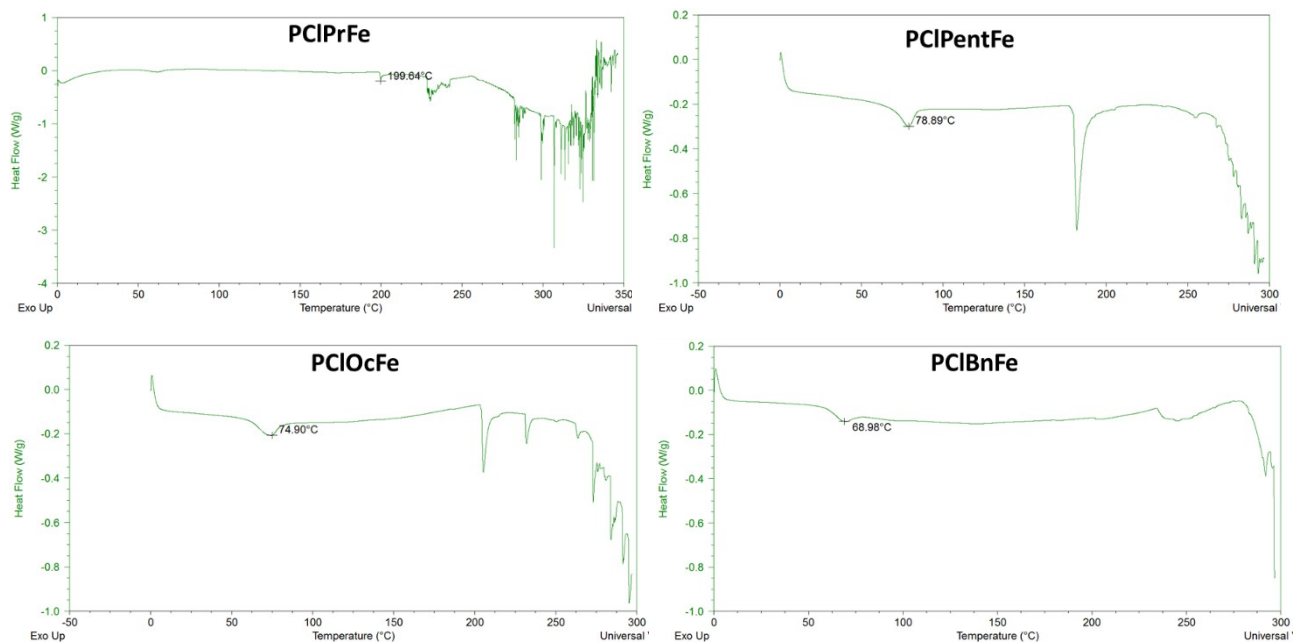 PClPrFe
1
0
-1
-2
-3
-4
Heat Flow (W/g)
199.64°C
0
50
100
150
200
250
300
350
Exo Up
Temperature (°C)
Universal
PClPentFe
0.2
0.0
-0.2
-0.4
-0.6
-0.8
-1.0
Heat Flow (W/g)
78.89°C
-50
0
50
100
150
200
250
300
Exo Up
Temperature (°C)
Universal '
PClOcFe
0.2
0.0
-0.2
-0.4
-0.6
-0.8
-1.0
Heat Flow (W/g)
74.90°C
-50
0
50
100
150
200
250
300
Exo Up
Temperature (°C)
Universal '
PClBnFe
0.2
0.0
-0.2
-0.4
-0.6
-0.8
-1.0
Heat Flow (W/g)
68.98°C
0
50
100
150
200
250
300
Exo Up
Temperature (°C)
Universal '